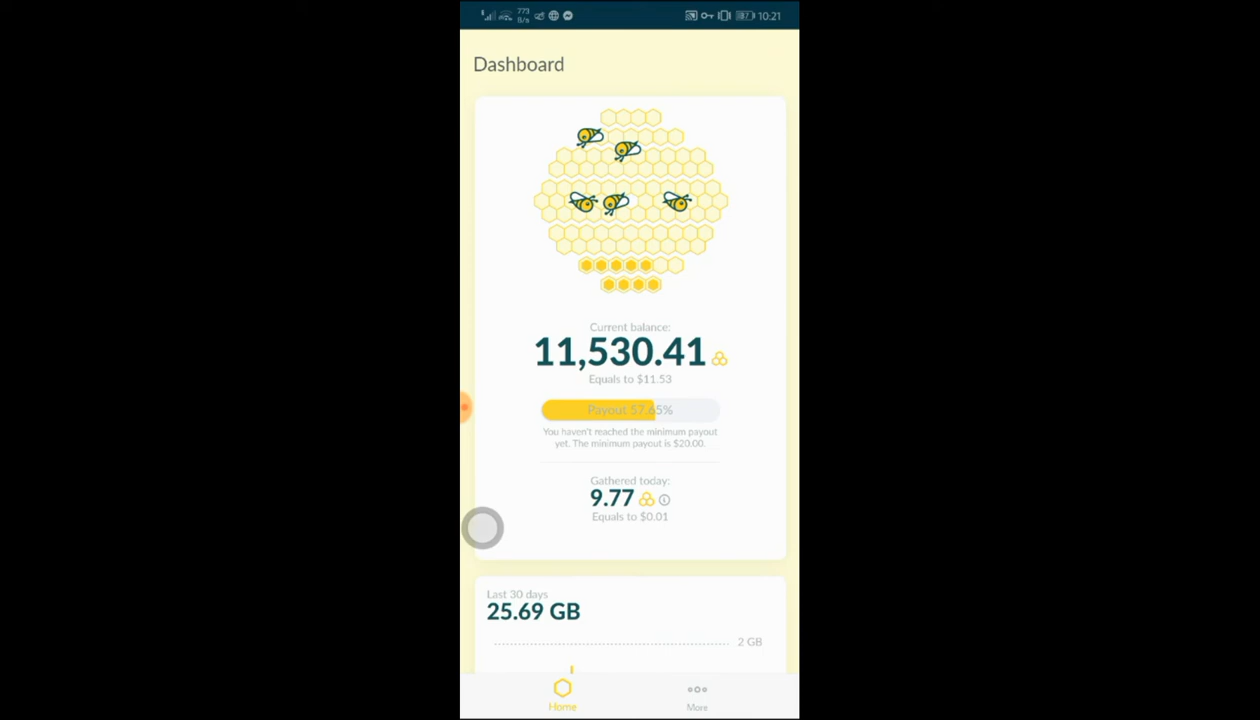 773
B/s
87
10:21
Dashboard
Current balance:
11,530.41
Equals to $11.53
Payout 57.65%
You haven't reached the minimum payout
yet. The minimum payout is $20.00.
Gathered today:
9.77
Equals to $0.01
Last 30 days
25.69 GB
2 GB
Home
More